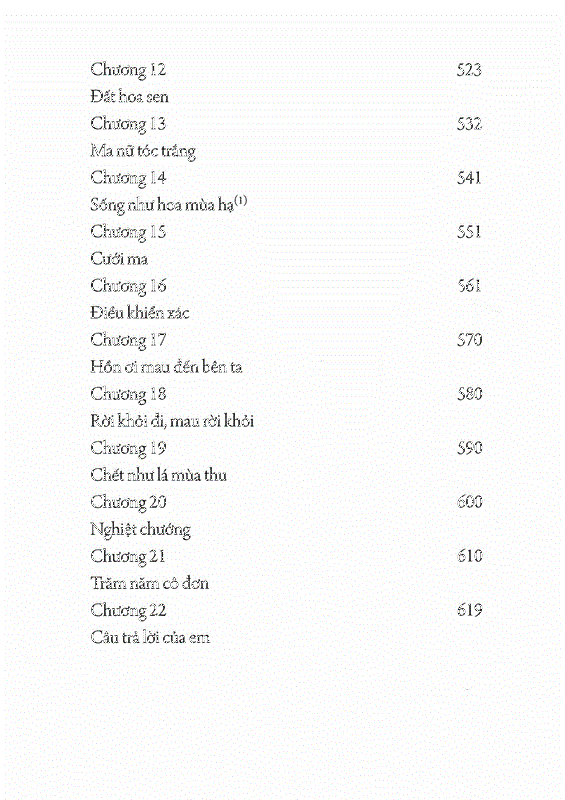 Chương 12 523
Đất hoa sen
Chương 13 532
Ma nữ tóc trắng
Chương 14 541
Sống như hoa mùa hạ(1)
Chương 15 551
Cưới ma
Chương 16 561
Điều khiển xác
Chương 17 570
Hồn ơi mau đến bên ta
Chương 18 580
Rời khỏi đi, mau rời khỏi
Chương 19 590
Chết như lá mùa thu
Chương 20 600
Nghiệt chướng
Chương 21 610
Trăm năm cô đơn
Chương 22 619
Câu trả lời của em